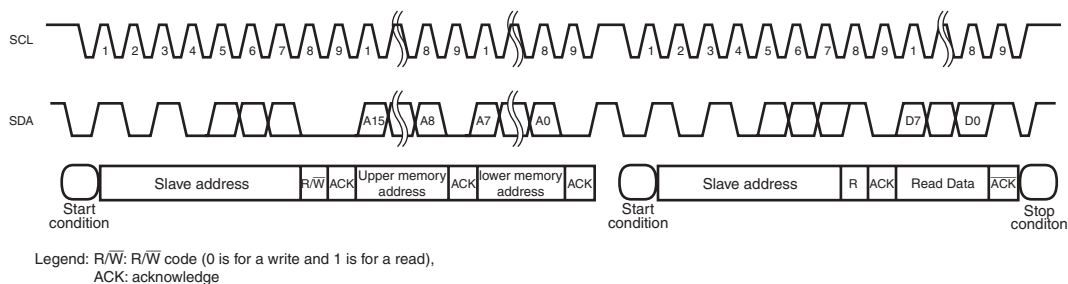 SCL
1 2 3 4 5 6 7 8 9 1 8 9 1 8 9 1 2 3 4 5 6 7 8 9 1 8 9
SDA
A15 A8 A7 A0 D7 D0
Slave address R/W̅ ACK Upper memory address ACK lower memory address ACK Slave address R ACK Read Data A̅C̅K̅
Start condition Start condition Stop conditon
Legend: R/W̅: R/W̅ code (0 is for a write and 1 is for a read),
ACK: acknowledge